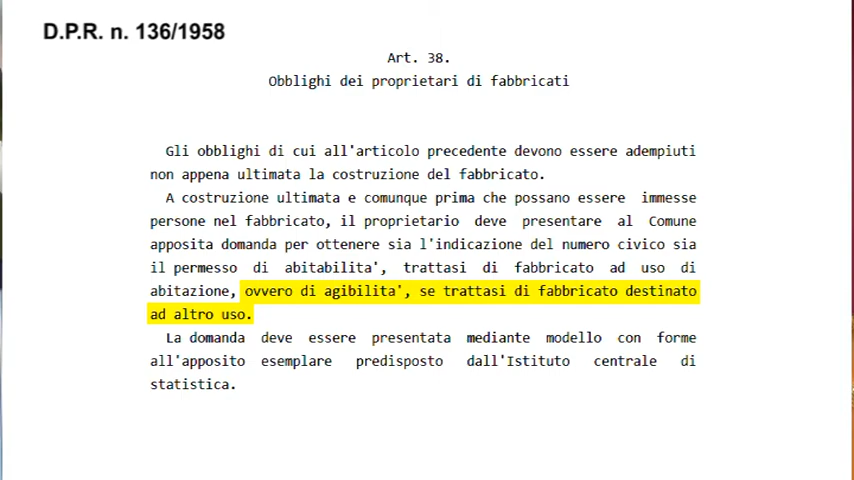 D.P.R. n. 136/1958
Art. 38.
Obblighi dei proprietari di fabbricati
Gli obblighi di cui all'articolo precedente devono essere adempiuti
non appena ultimata la costruzione del fabbricato.
A costruzione ultimata e comunque prima che possano essere immesse
persone nel fabbricato, il proprietario deve presentare al Comune
apposita domanda per ottenere sia l'indicazione del numero civico sia
il permesso di abitabilita', trattasi di fabbricato ad uso di
abitazione, ovvero di agibilita', se trattasi di fabbricato destinato
ad altro uso.
La domanda deve essere presentata mediante modello con forme
all'apposito esemplare predisposto dall'Istituto centrale di
statistica.